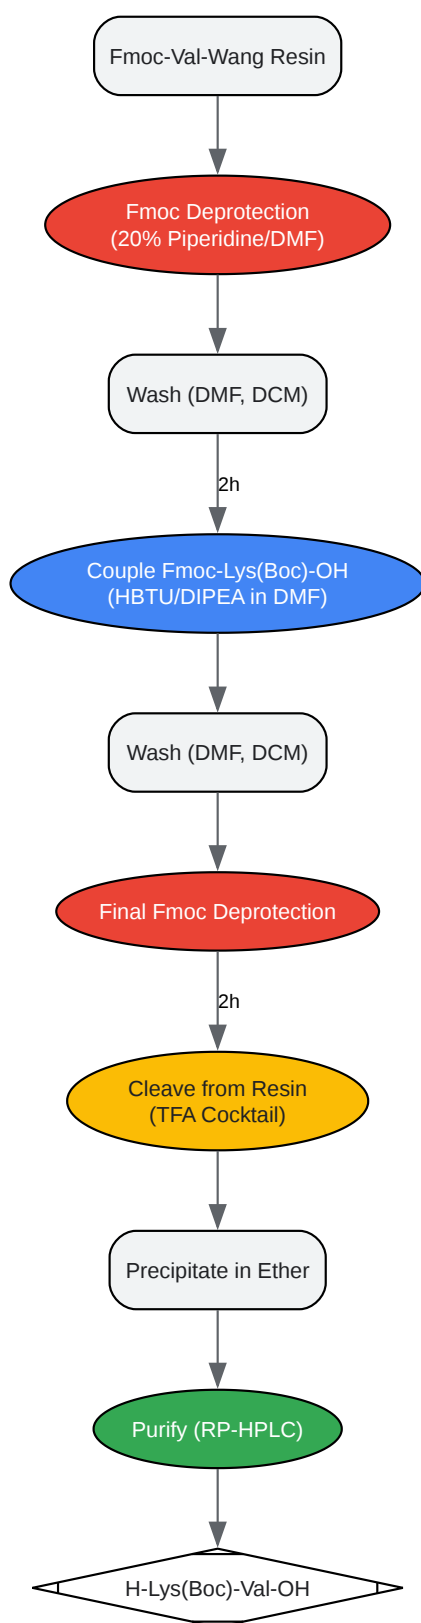 Fmoc-Val-Wang Resin
Fmoc Deprotection
(20% Piperidine/DMF)
Wash (DMF, DCM)
2h
Couple Fmoc-Lys(Boc)-OH
(HBTU/DIPEA in DMF)
Wash (DMF, DCM)
Final Fmoc Deprotection
2h
Cleave from Resin
(TFA Cocktail)
Precipitate in Ether
Purify (RP-HPLC)
H-Lys(Boc)-Val-OH